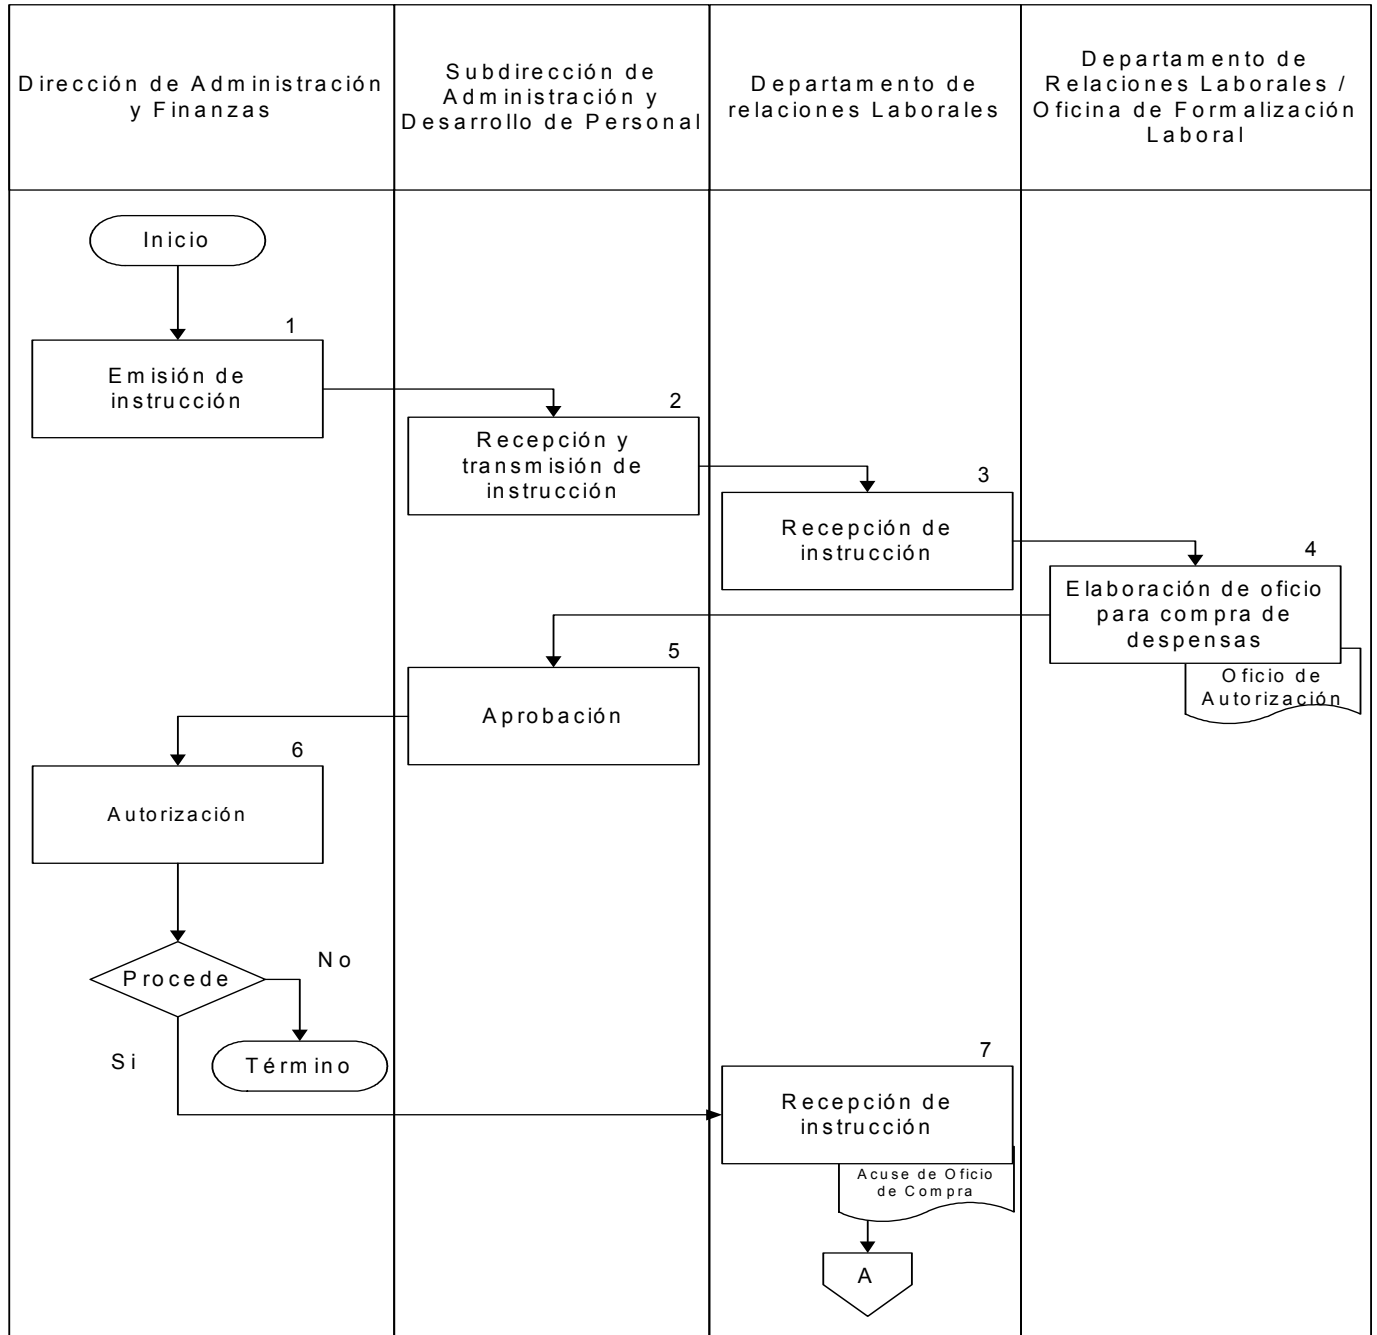 Dirección de Administración
y Finanzas
Subdirección de
Administración y
Desarrollo de Personal
Departamento de
relaciones Laborales
Departamento de
Relaciones Laborales /
Oficina de Formalización
Laboral
Inicio
1
Emisión de
instrucción
2
Recepción y
transmisión de
instrucción
3
Recepción de
instrucción
4
Elaboración de oficio
para compra de
despensas
Oficio de
Autorización
5
Aprobación
6
Autorización
Procede
No
Si
Término
7
Recepción de
instrucción
Acuse de Oficio
de Compra
A